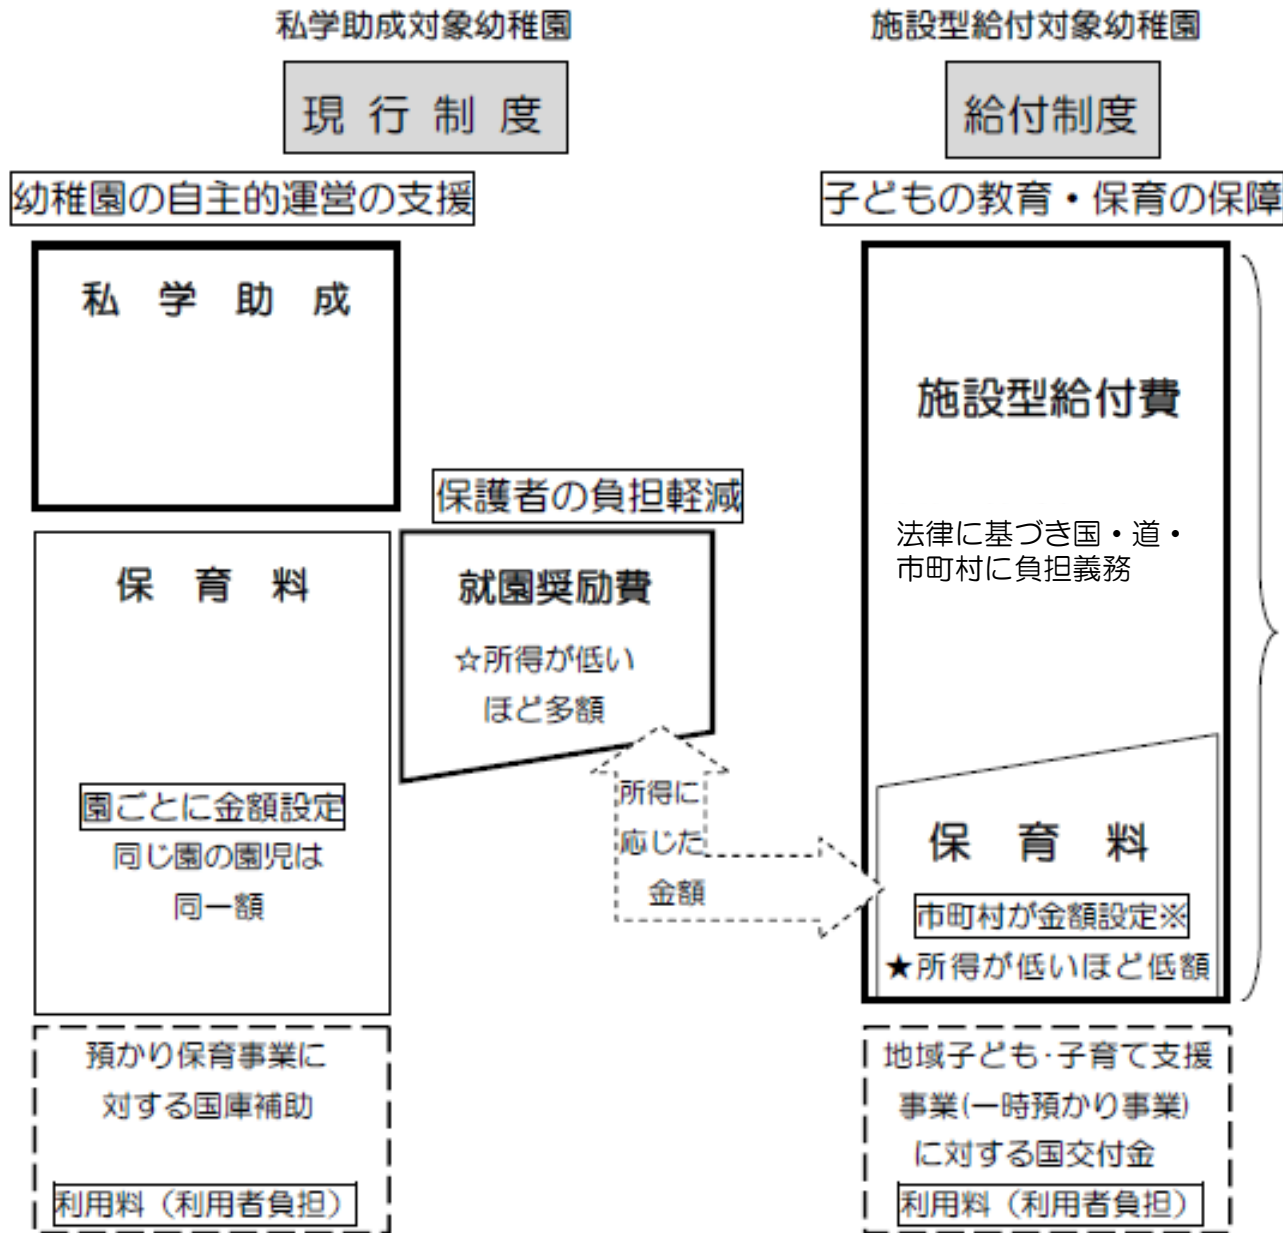 私学助成対象幼稚園
現行制度
幼稚園の自主的運営の支援
私学助成
保護者の負担軽減
保育料
園ごとに金額設定
同じ園の園児は
同一額
就園奨励費
☆所得が低い
ほど多額
所得に
応じた
金額
預かり保育事業に
対する国庫補助
利用料（利用者負担）
施設型給付対象幼稚園
給付制度
子どもの教育・保育の保障
施設型給付費
法律に基づき国・道・
市町村に負担義務
保育料
市町村が金額設定※
★所得が低いほど低額
地域子ども・子育て支援
事業(一時預かり事業)
に対する国交付金
利用料（利用者負担）